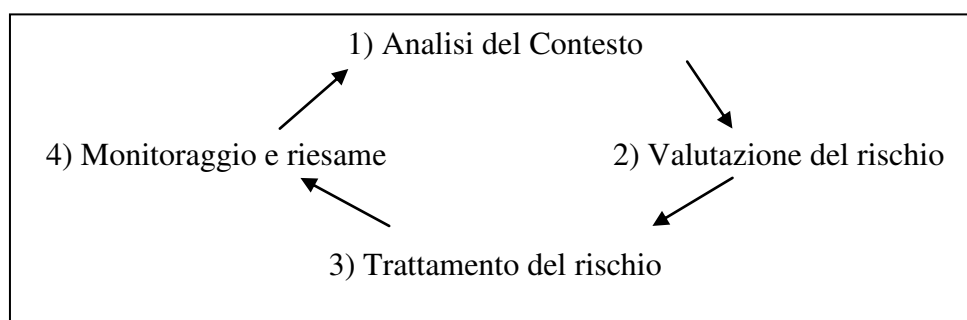 1) Analisi del Contesto
4) Monitoraggio e riesame
2) Valutazione del rischio
3) Trattamento del rischio